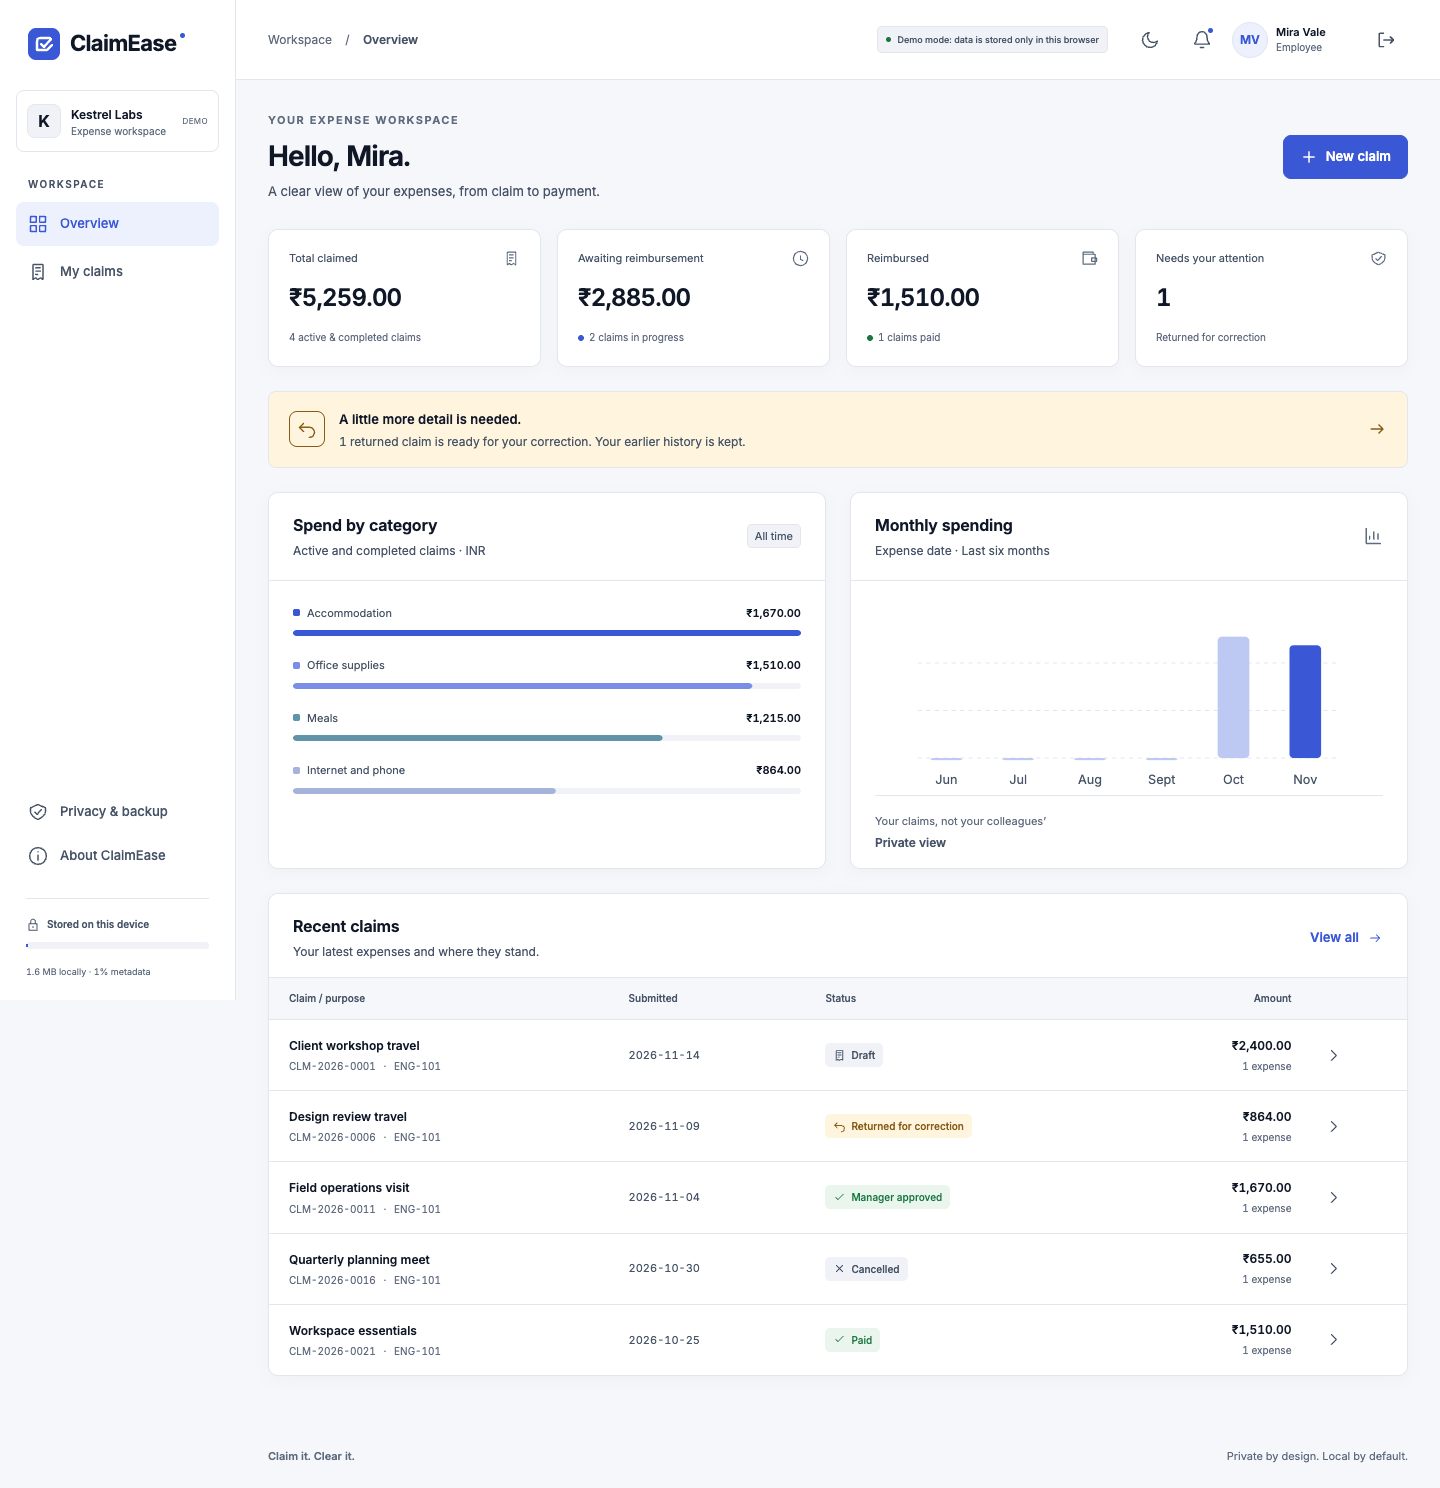 ClaimEase
Workspace / Overview
Demo mode: data is stored only in this browser
MV
Mira Vale
Employee
K
Kestrel Labs
Expense workspace
DEMO
WORKSPACE
Overview
My claims
Privacy & backup
About ClaimEase
Stored on this device
1.6 MB locally · 1% metadata
YOUR EXPENSE WORKSPACE
Hello, Mira.
A clear view of your expenses, from claim to payment.
New claim
Total claimed
₹5,259.00
4 active & completed claims
Awaiting reimbursement
₹2,885.00
2 claims in progress
Reimbursed
₹1,510.00
1 claims paid
Needs your attention
1
Returned for correction
A little more detail is needed.
1 returned claim is ready for your correction. Your earlier history is kept.
Spend by category
Active and completed claims · INR
All time
Accommodation ₹1,670.00
Office supplies ₹1,510.00
Meals ₹1,215.00
Internet and phone ₹864.00
Monthly spending
Expense date · Last six months
Jun Jul Aug Sept Oct Nov
Your claims, not your colleagues’
Private view
Recent claims
Your latest expenses and where they stand.
View all
Claim / purpose Submitted Status Amount
Client workshop travel
CLM-2026-0001 · ENG-101
2026-11-14
Draft
₹2,400.00
1 expense
Design review travel
CLM-2026-0006 · ENG-101
2026-11-09
Returned for correction
₹864.00
1 expense
Field operations visit
CLM-2026-0011 · ENG-101
2026-11-04
Manager approved
₹1,670.00
1 expense
Quarterly planning meet
CLM-2026-0016 · ENG-101
2026-10-30
Cancelled
₹655.00
1 expense
Workspace essentials
CLM-2026-0021 · ENG-101
2026-10-25
Paid
₹1,510.00
1 expense
Claim it. Clear it.
Private by design. Local by default.